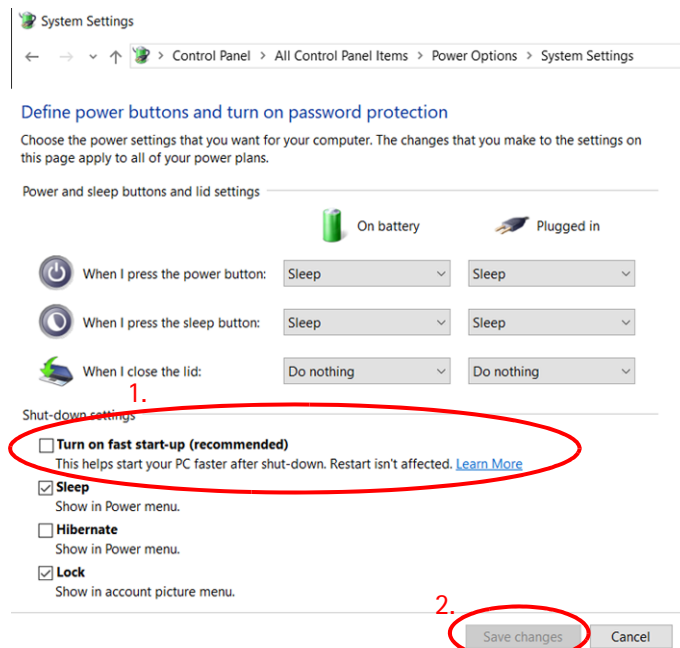 System Settings
Control Panel > All Control Panel Items > Power Options > System Settings
Define power buttons and turn on password protection
Choose the power settings that you want for your computer. The changes that you make to the settings on
this page apply to all of your power plans.
Power and sleep buttons and lid settings
On battery Plugged in
When I press the power button: Sleep Sleep
When I press the sleep button: Sleep Sleep
When I close the lid: Do nothing Do nothing
1.
Shut-down settings
Turn on fast start-up (recommended)
This helps start your PC faster after shut-down. Restart isn't affected. Learn More
Sleep
Show in Power menu.
Hibernate
Show in Power menu.
Lock
Show in account picture menu.
2.
Save changes Cancel